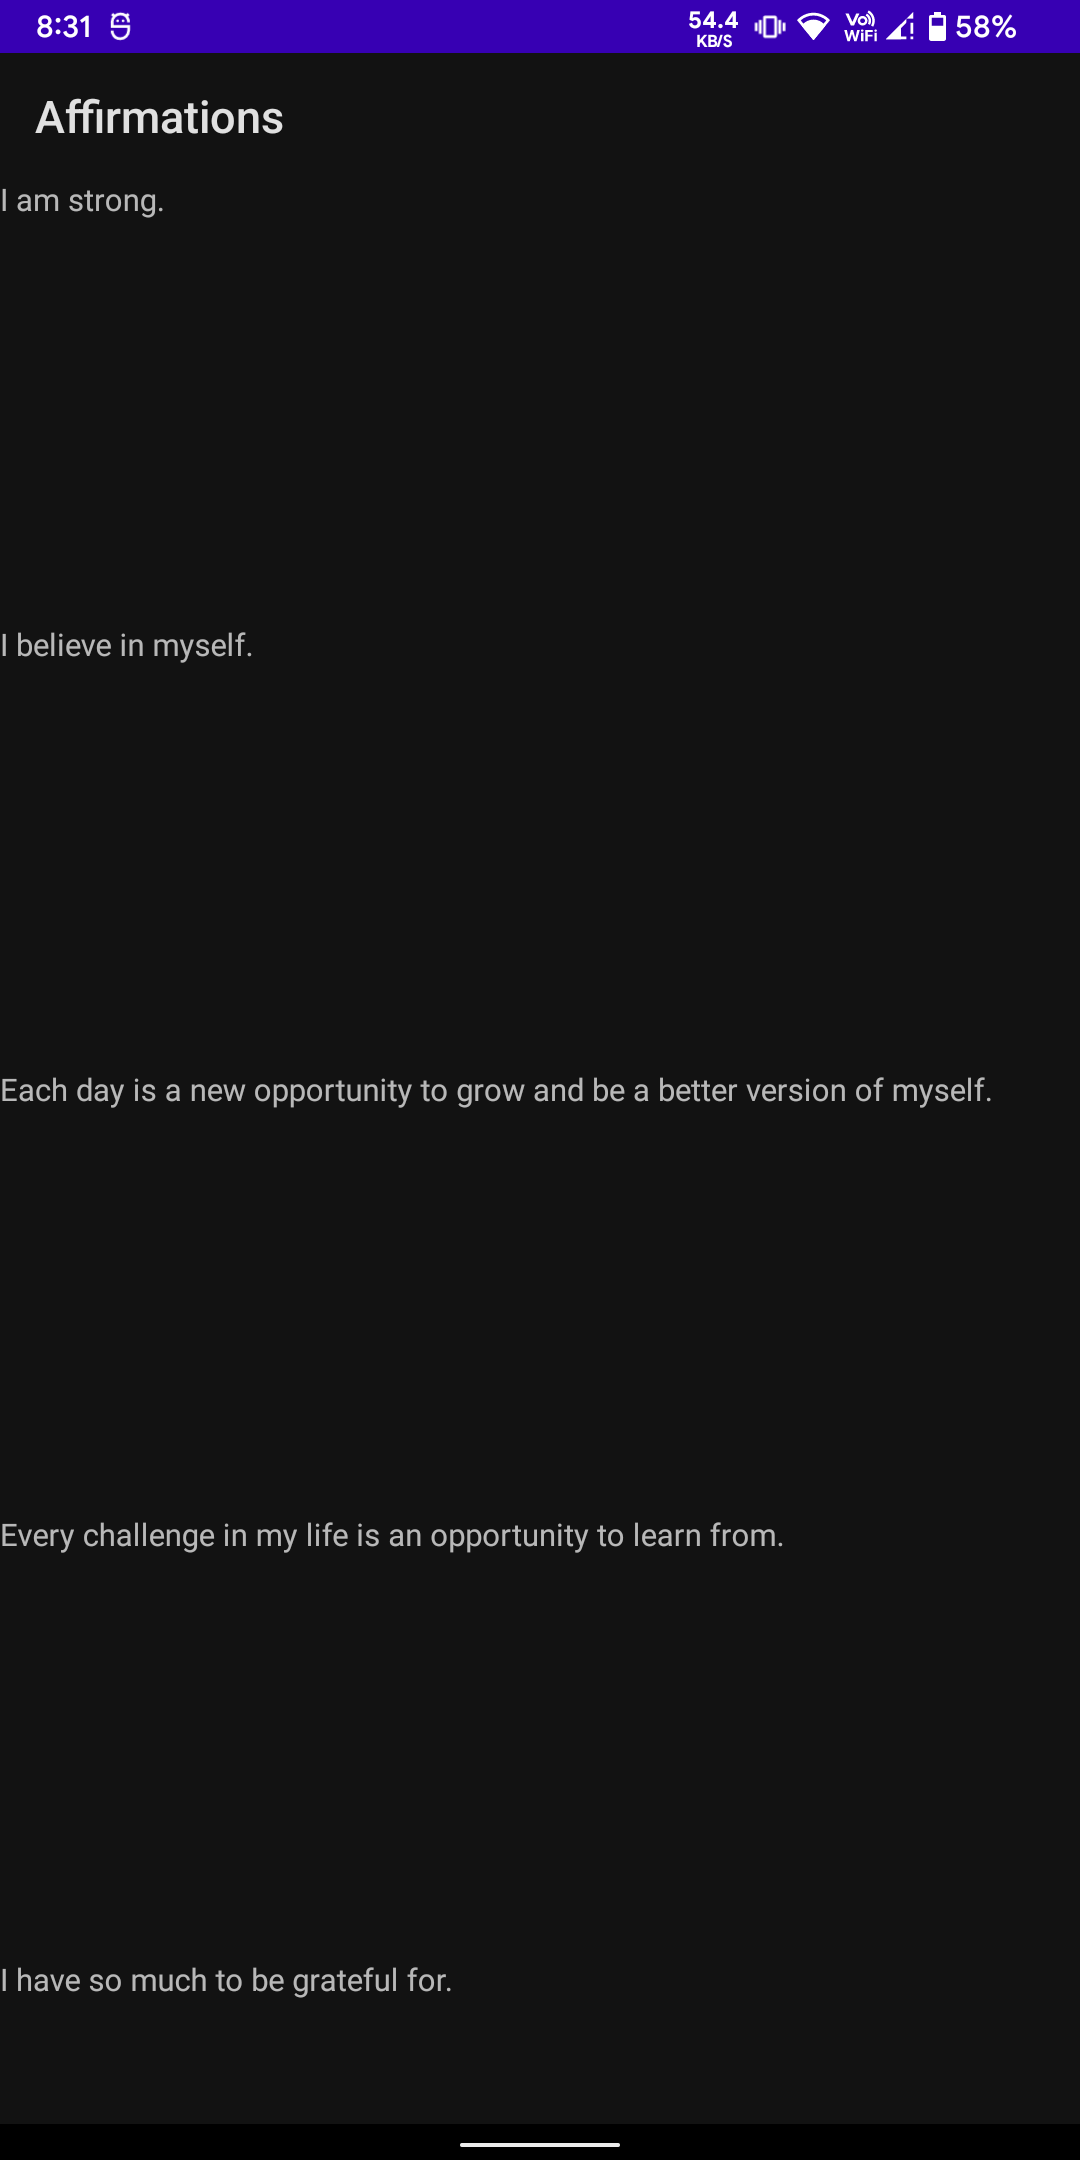 8:31
54.4
KB/S
Vo
WiFi
58%
Affirmations
I am strong.
I believe in myself.
Each day is a new opportunity to grow and be a better version of myself.
Every challenge in my life is an opportunity to learn from.
I have so much to be grateful for.